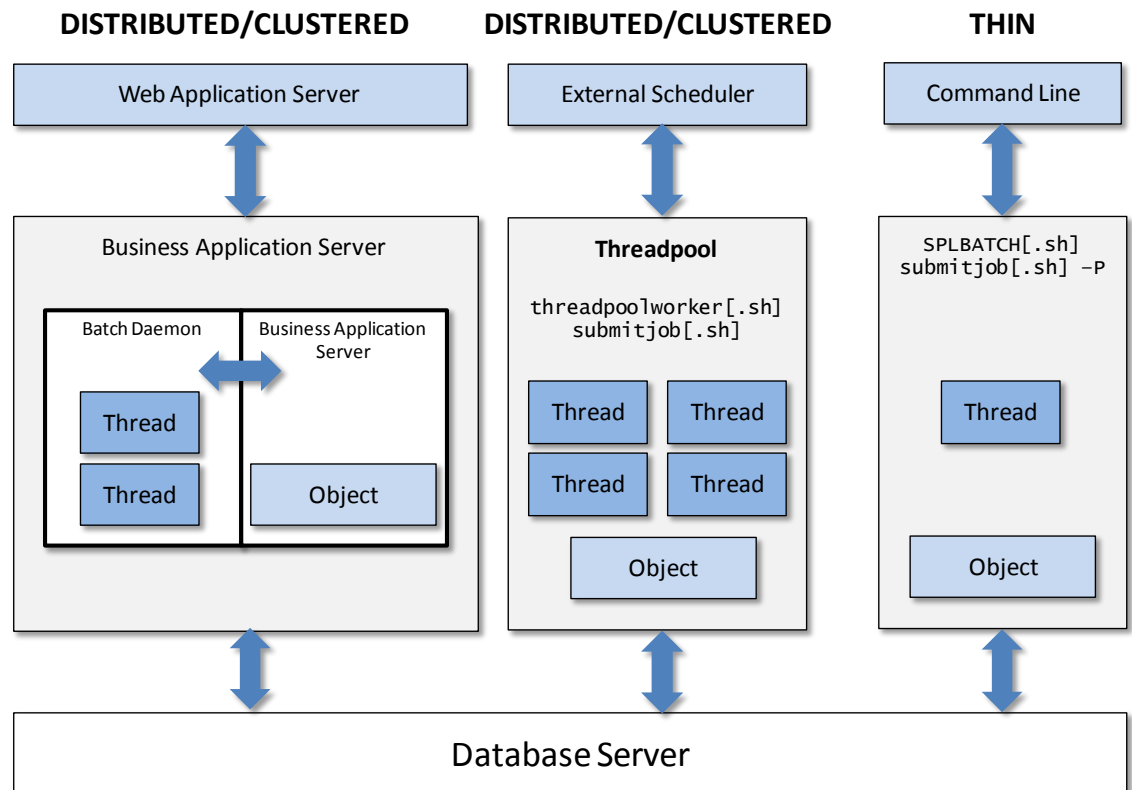 DISTRIBUTED/CLUSTERED
DISTRIBUTED/CLUSTERED
THIN
Web Application Server
External Scheduler
Command Line
Business Application Server
Batch Daemon
Business Application
Server
Thread
Thread
Object
Threadpool
threadpoolworker[.sh]
submitjob[.sh]
Thread
Thread
Thread
Thread
Object
SPLBATCH[.sh]
submitjob[.sh] –P
Thread
Object
Database Server